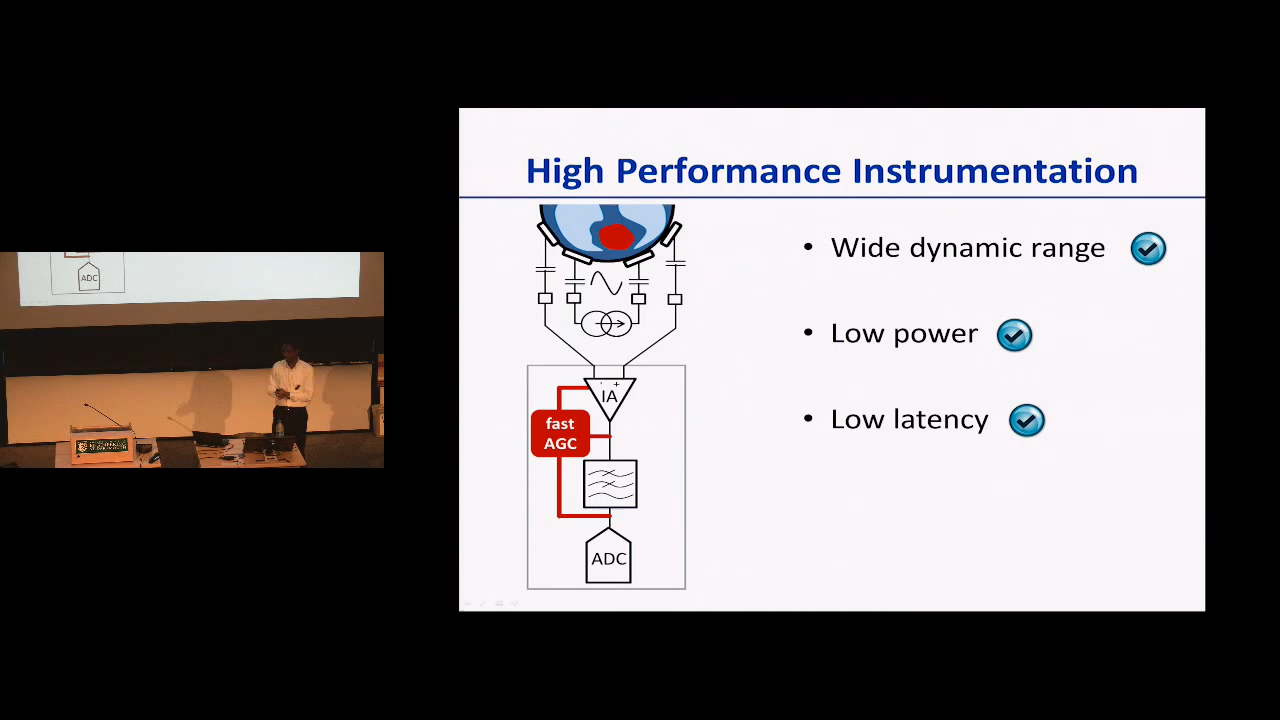 High Performance Instrumentation
• Wide dynamic range
• Low power
• Low latency
- +
IA
fast
AGC
ADC
ADC